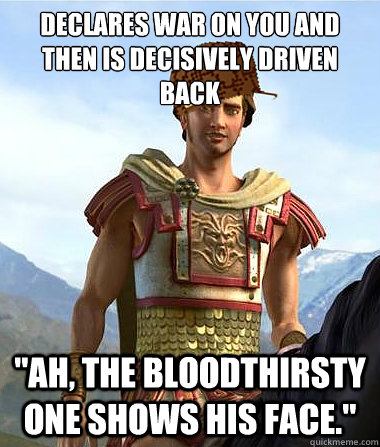 DECLARES WAR ON YOU AND
THEN IS DECISIVELY DRIVEN
BACK
"AH, THE BLOODTHIRSTY
ONE SHOWS HIS FACE."
quickmeme.com